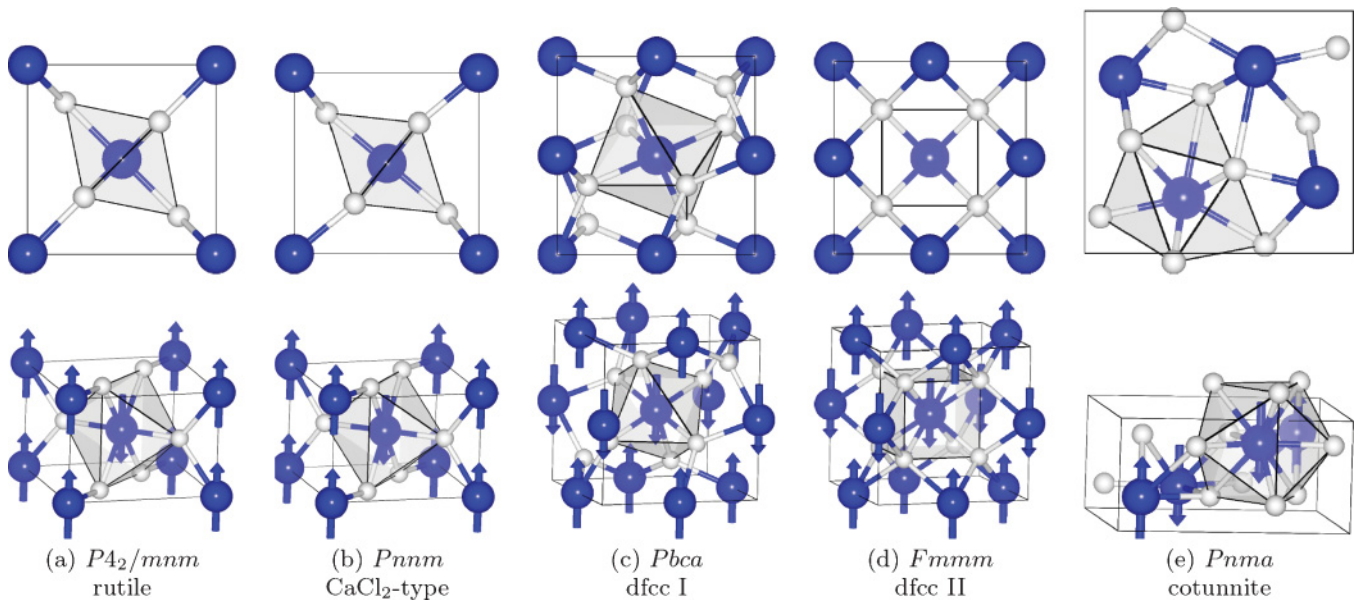 (a) P4₂/mnm
rutile
(b) Pnnm
CaCl₂-type
(c) Pbca
dfcc I
(d) Fmmm
dfcc II
(e) Pnma
cotunnite